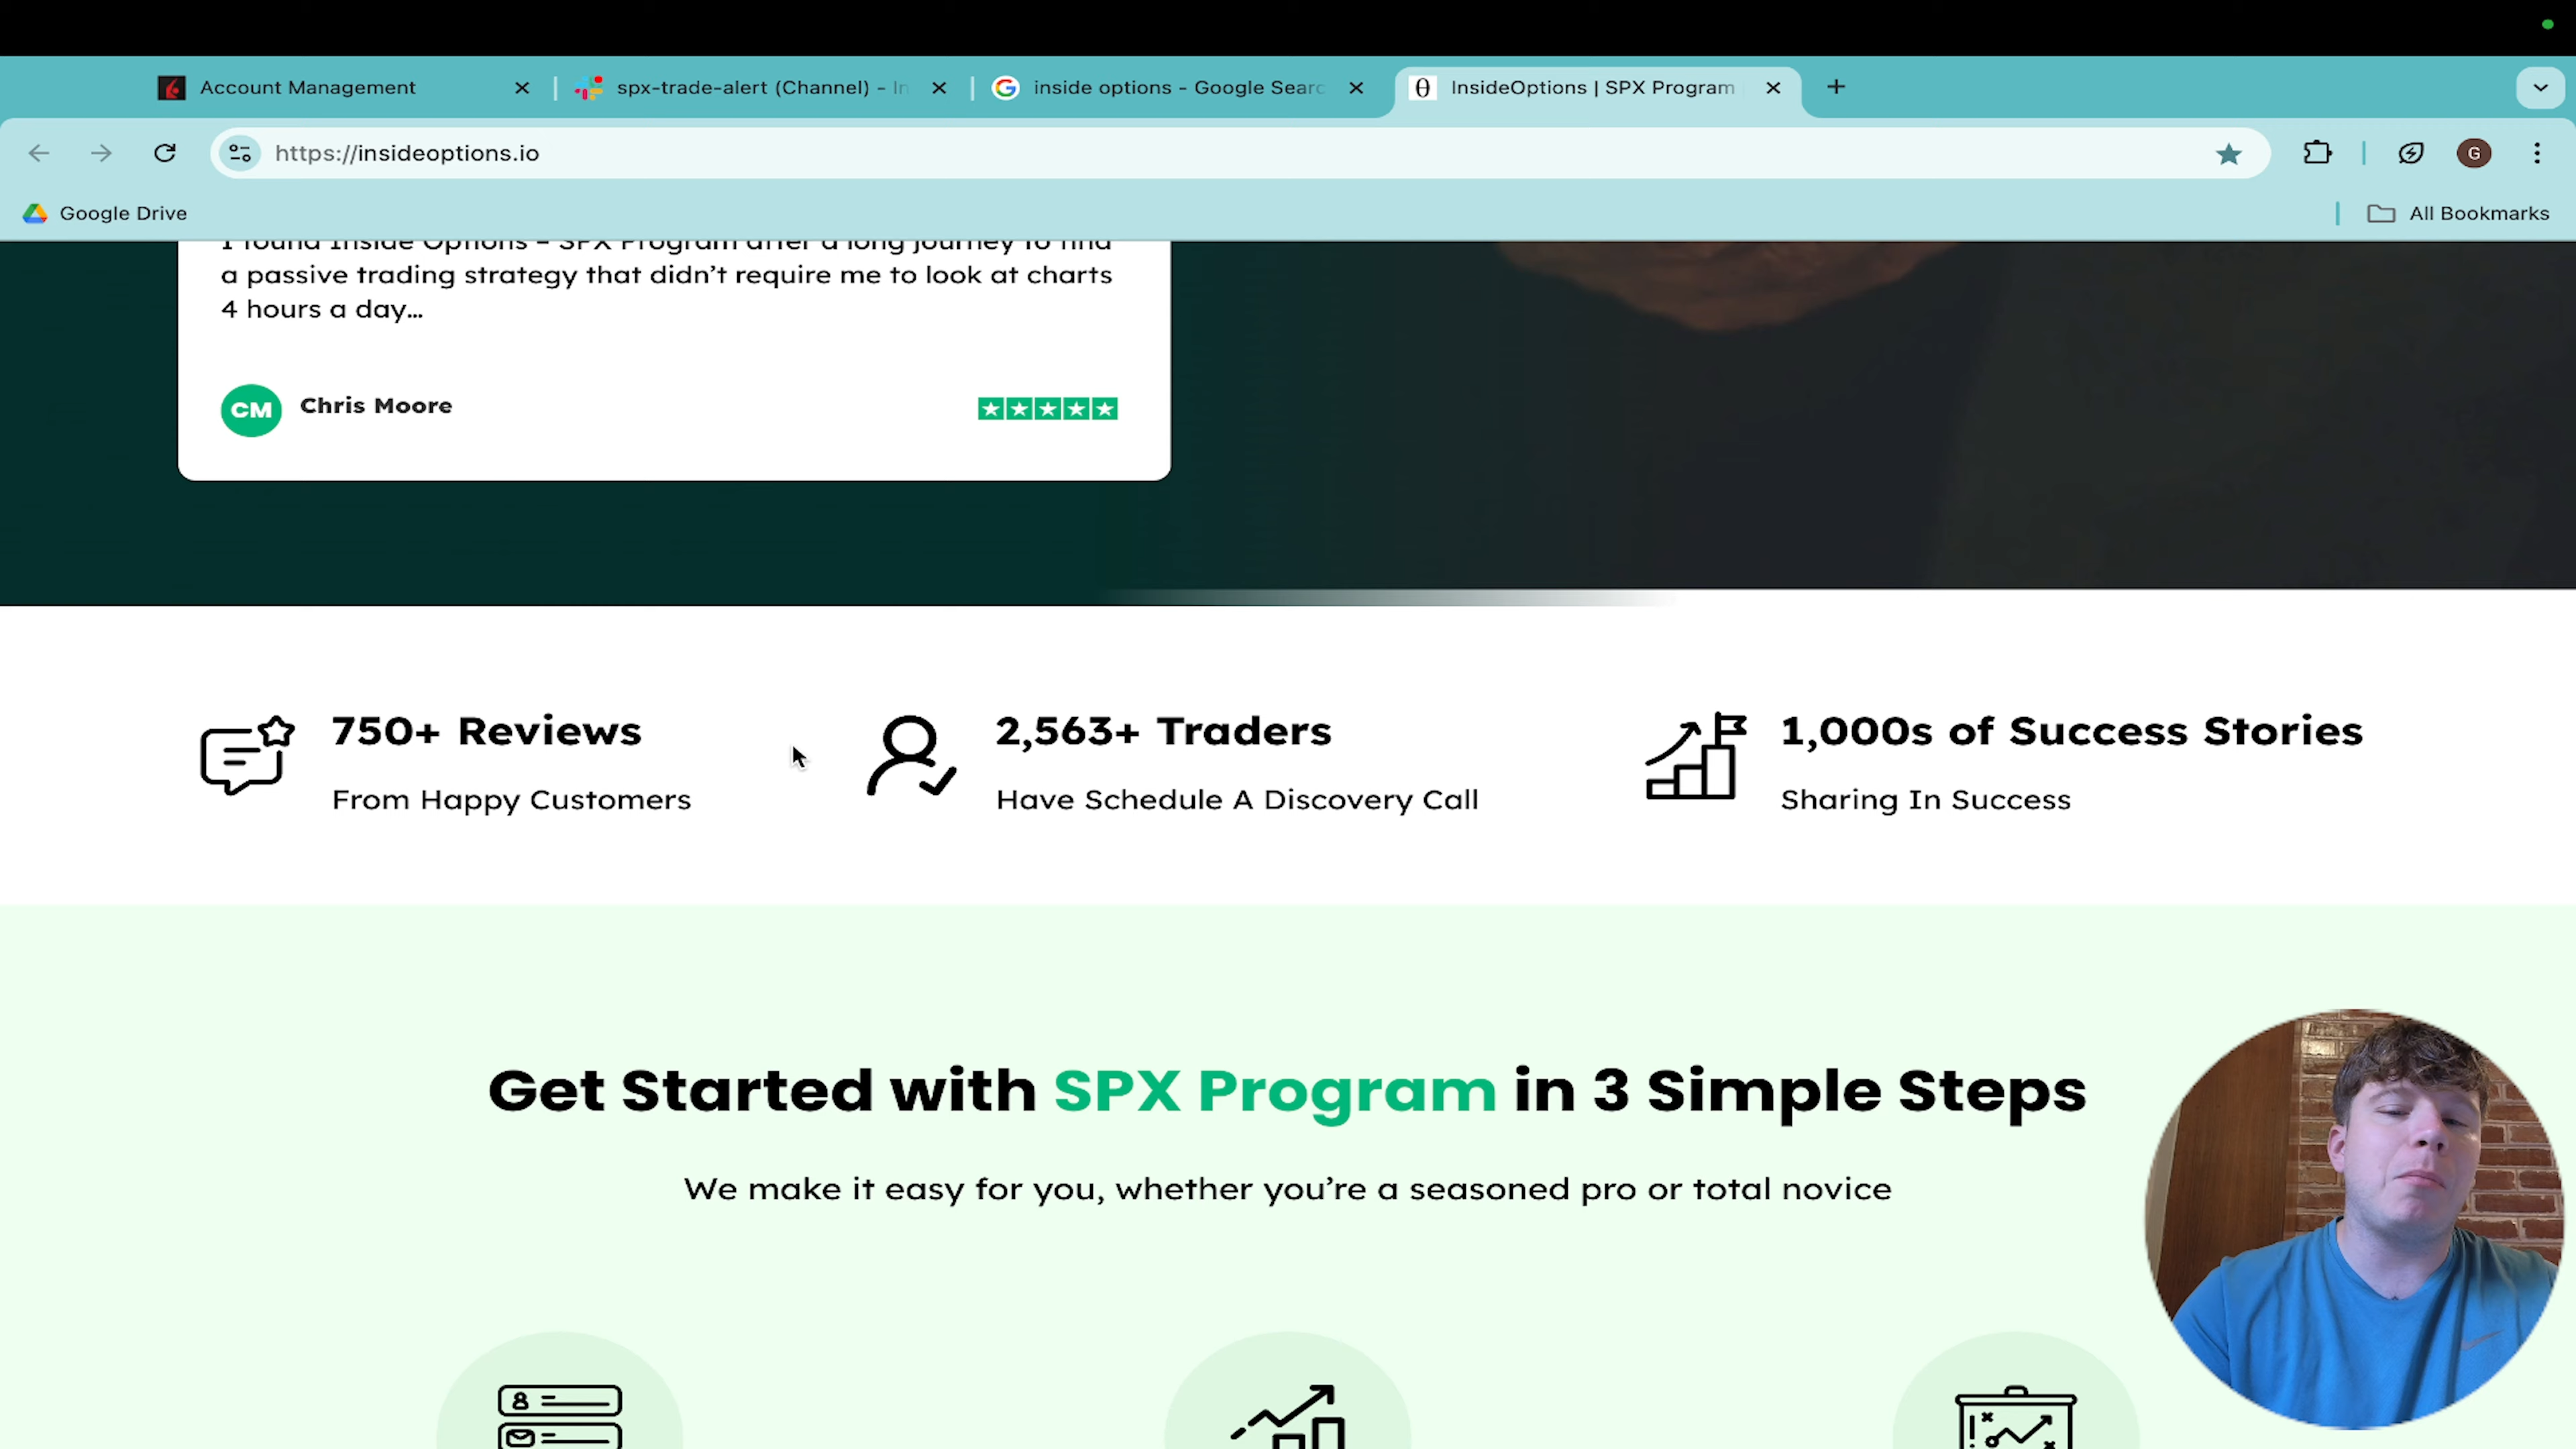 Account Management
spx-trade-alert (Channel) - In
inside options - Google Searc
InsideOptions | SPX Program
https://insideoptions.io
G
Google Drive
All Bookmarks
I found Inside Options – SPX Program after a long journey to find
a passive trading strategy that didn't require me to look at charts
4 hours a day...
CM
Chris Moore
750+ Reviews
From Happy Customers
2,563+ Traders
Have Schedule A Discovery Call
1,000s of Success Stories
Sharing In Success
Get Started with SPX Program in 3 Simple Steps
We make it easy for you, whether you're a seasoned pro or total novice